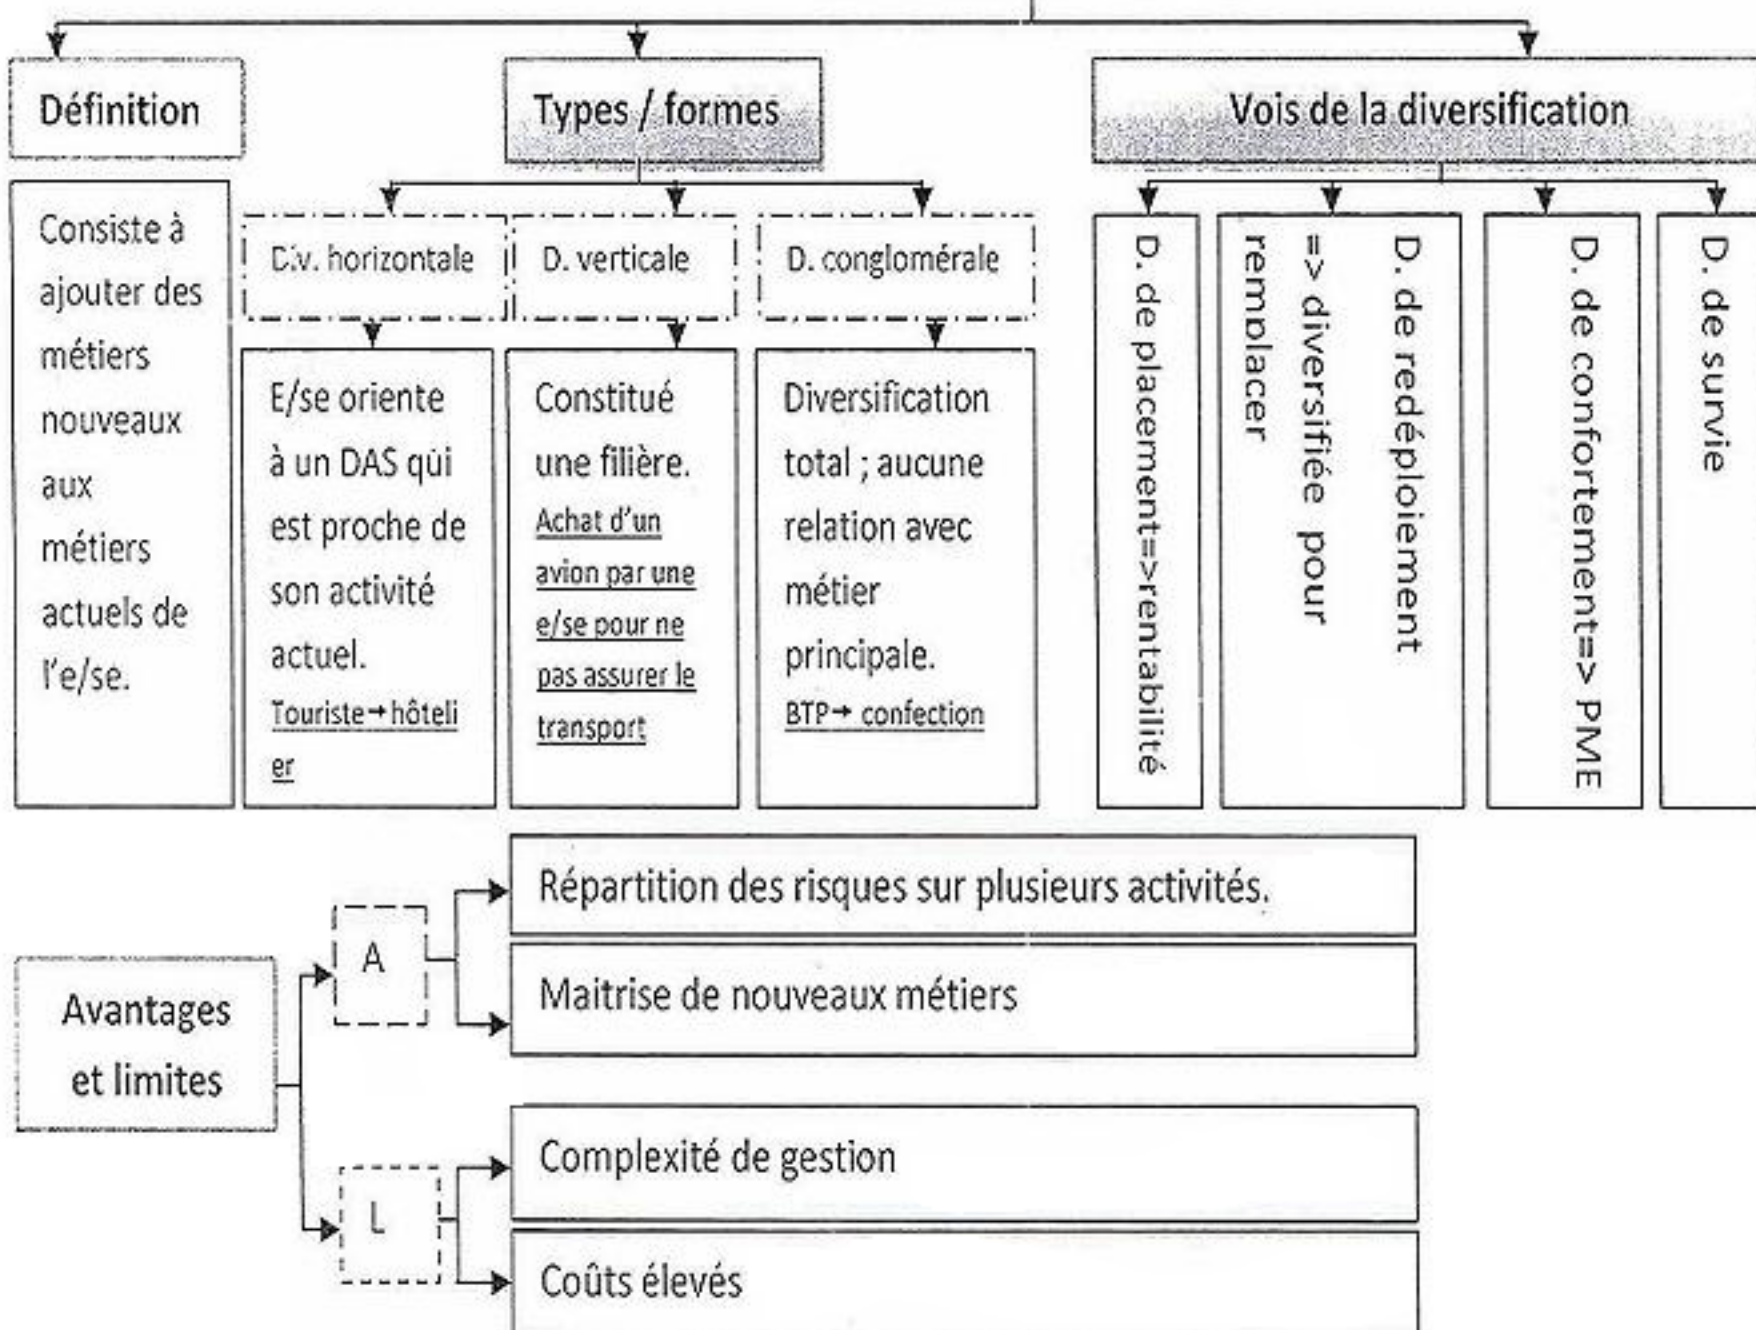 Définition
Types / formes
Vois de la diversification
Consiste à
ajouter des
métiers
nouveaux
aux
métiers
actuels de
l'e/se.
Div. horizontale
D. verticale
D. conglomérale
E/se oriente
à un DAS qui
est proche de
son activité
actuel.
Touriste→hôteli
er
Constitué
une filière.
Achat d'un
avion par une
e/se pour ne
pas assurer le
transport
Diversification
total ; aucune
relation avec
métier
principale.
BTP→ confection
D. de placement=>rentabilité
D. de redéploiement
=> diversifiée pour
remplacer
D. de confortement=> PME
D. de survie
Avantages
et limites
A
Répartition des risques sur plusieurs activités.
Maitrise de nouveaux métiers
L
Complexité de gestion
Coûts élevés